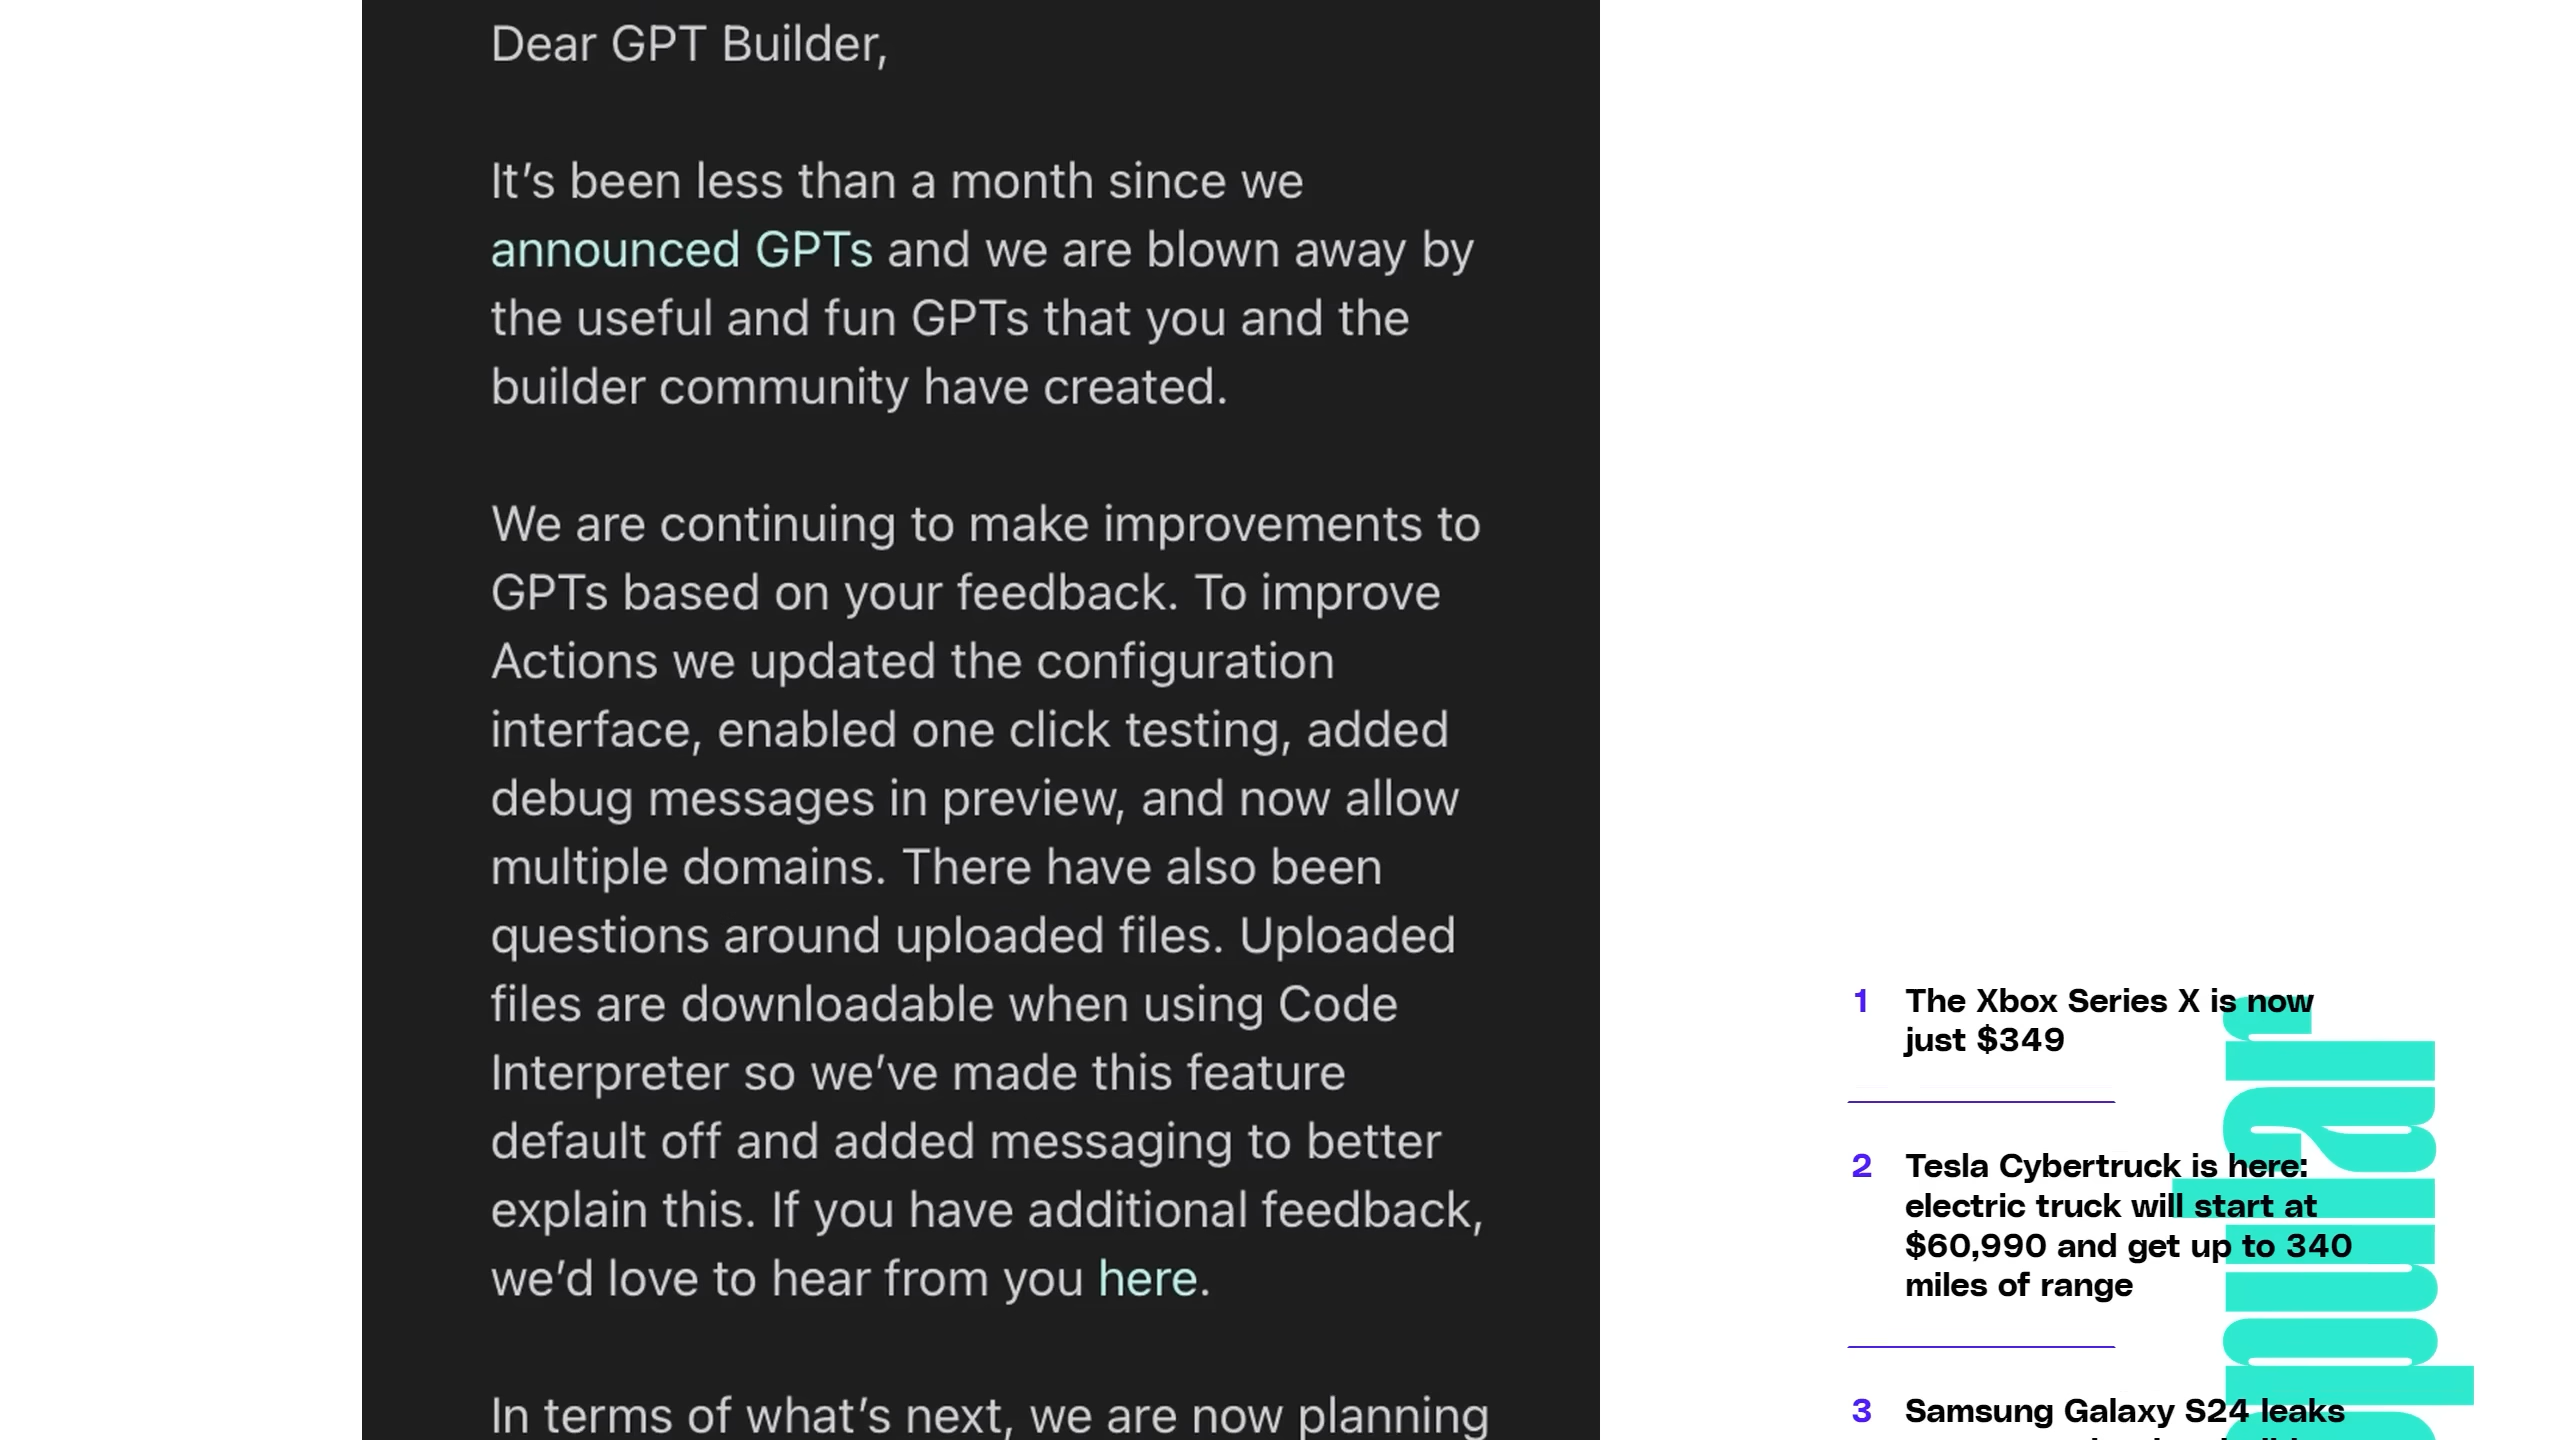 Dear GPT Builder,
It’s been less than a month since we
announced GPTs and we are blown away by
the useful and fun GPTs that you and the
builder community have created.
We are continuing to make improvements to
GPTs based on your feedback. To improve
Actions we updated the configuration
interface, enabled one click testing, added
debug messages in preview, and now allow
multiple domains. There have also been
questions around uploaded files. Uploaded
files are downloadable when using Code
Interpreter so we’ve made this feature
default off and added messaging to better
explain this. If you have additional feedback,
we’d love to hear from you here.
In terms of what’s next, we are now planning
1 The Xbox Series X is now
just $349
2 Tesla Cybertruck is here:
electric truck will start at
$60,990 and get up to 340
miles of range
3 Samsung Galaxy S24 leaks